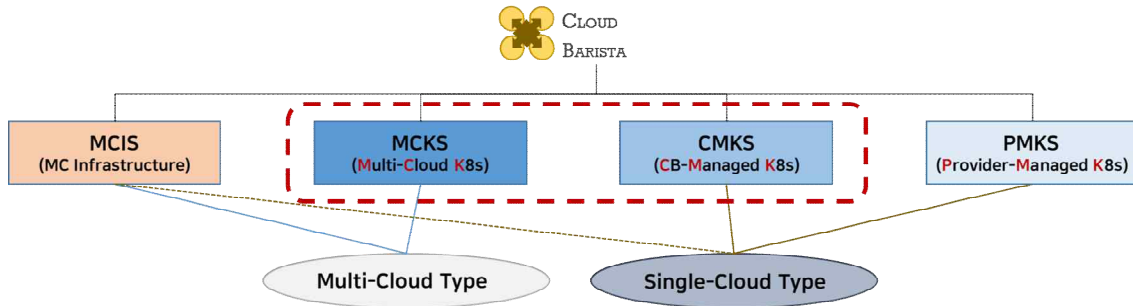 CLOUD
BARISTA
MCIS
(MC Infrastructure)
MCKS
(Multi-Cloud K8s)
CMKS
(CB-Managed K8s)
PMKS
(Provider-Managed K8s)
Multi-Cloud Type
Single-Cloud Type